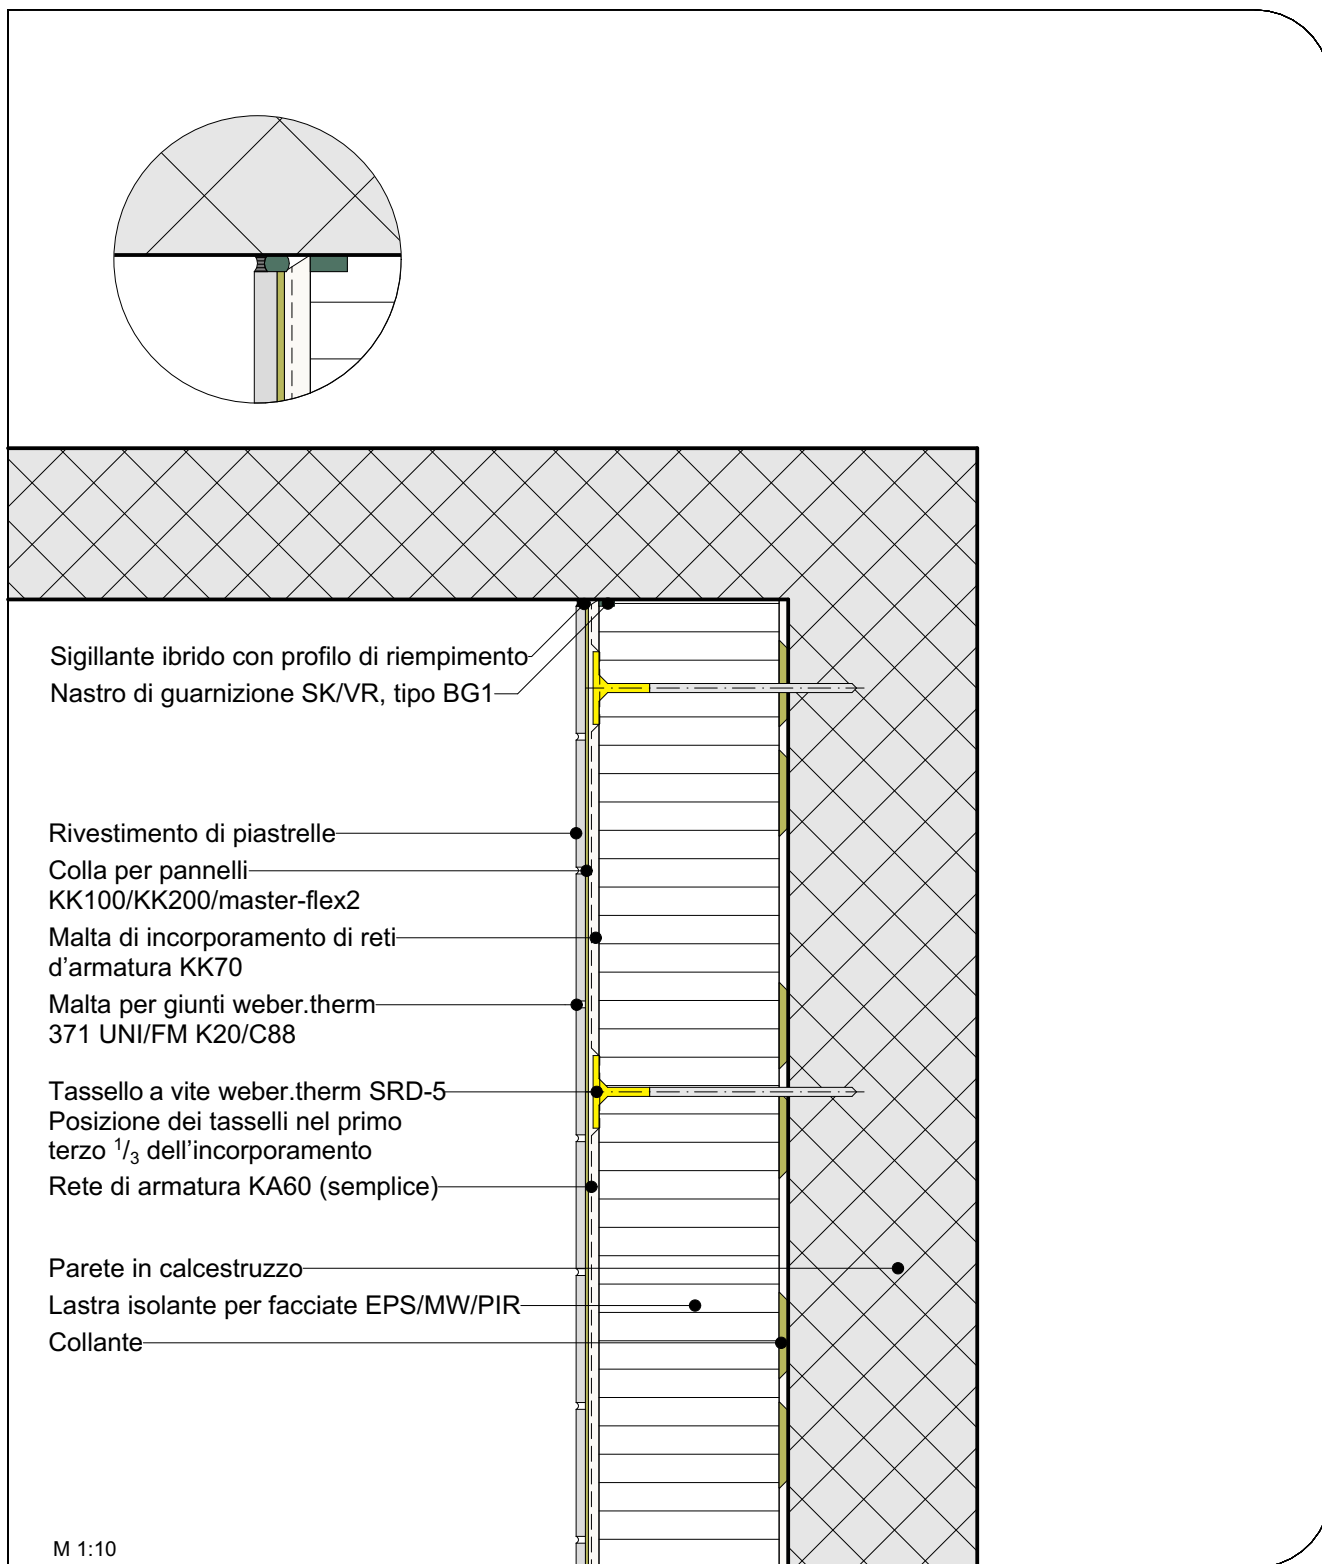 Sigillante ibrido con profilo di riempimento
Nastro di guarnizione SK/VR, tipo BG1
Rivestimento di piastrelle
Colla per pannelli
KK100/KK200/master-flex2
Malta di incorporamento di reti
d’armatura KK70
Malta per giunti weber.therm
371 UNI/FM K20/C88
Tassello a vite weber.therm SRD-5
Posizione dei tasselli nel primo
terzo 1/3 dell’incorporamento
Rete di armatura KA60 (semplice)
Parete in calcestruzzo
Lastra isolante per facciate EPS/MW/PIR
Collante
M 1:10